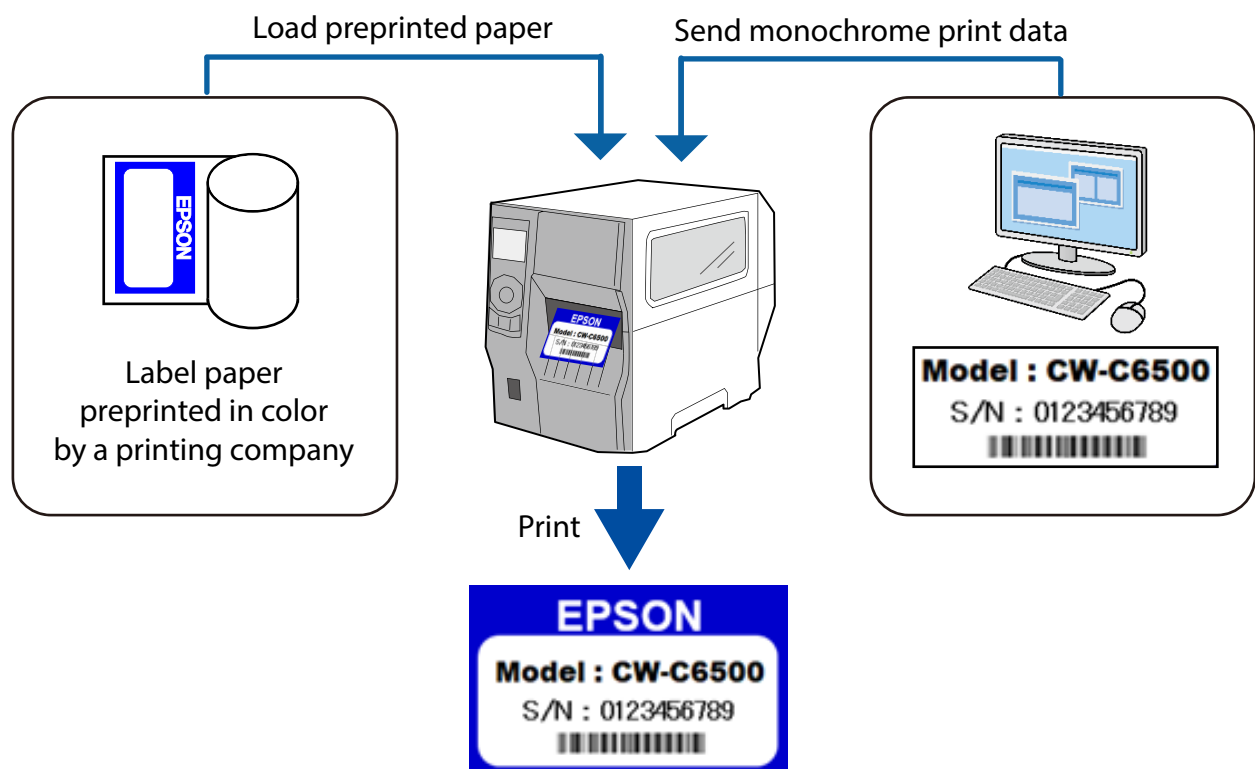 Load preprinted paper
Send monochrome print data
EPSON
Label paper
preprinted in color
by a printing company
EPSON
Model : CW-C6500
S/N : 0123456789
Model : CW-C6500
S/N : 0123456789
Print
EPSON
Model : CW-C6500
S/N : 0123456789